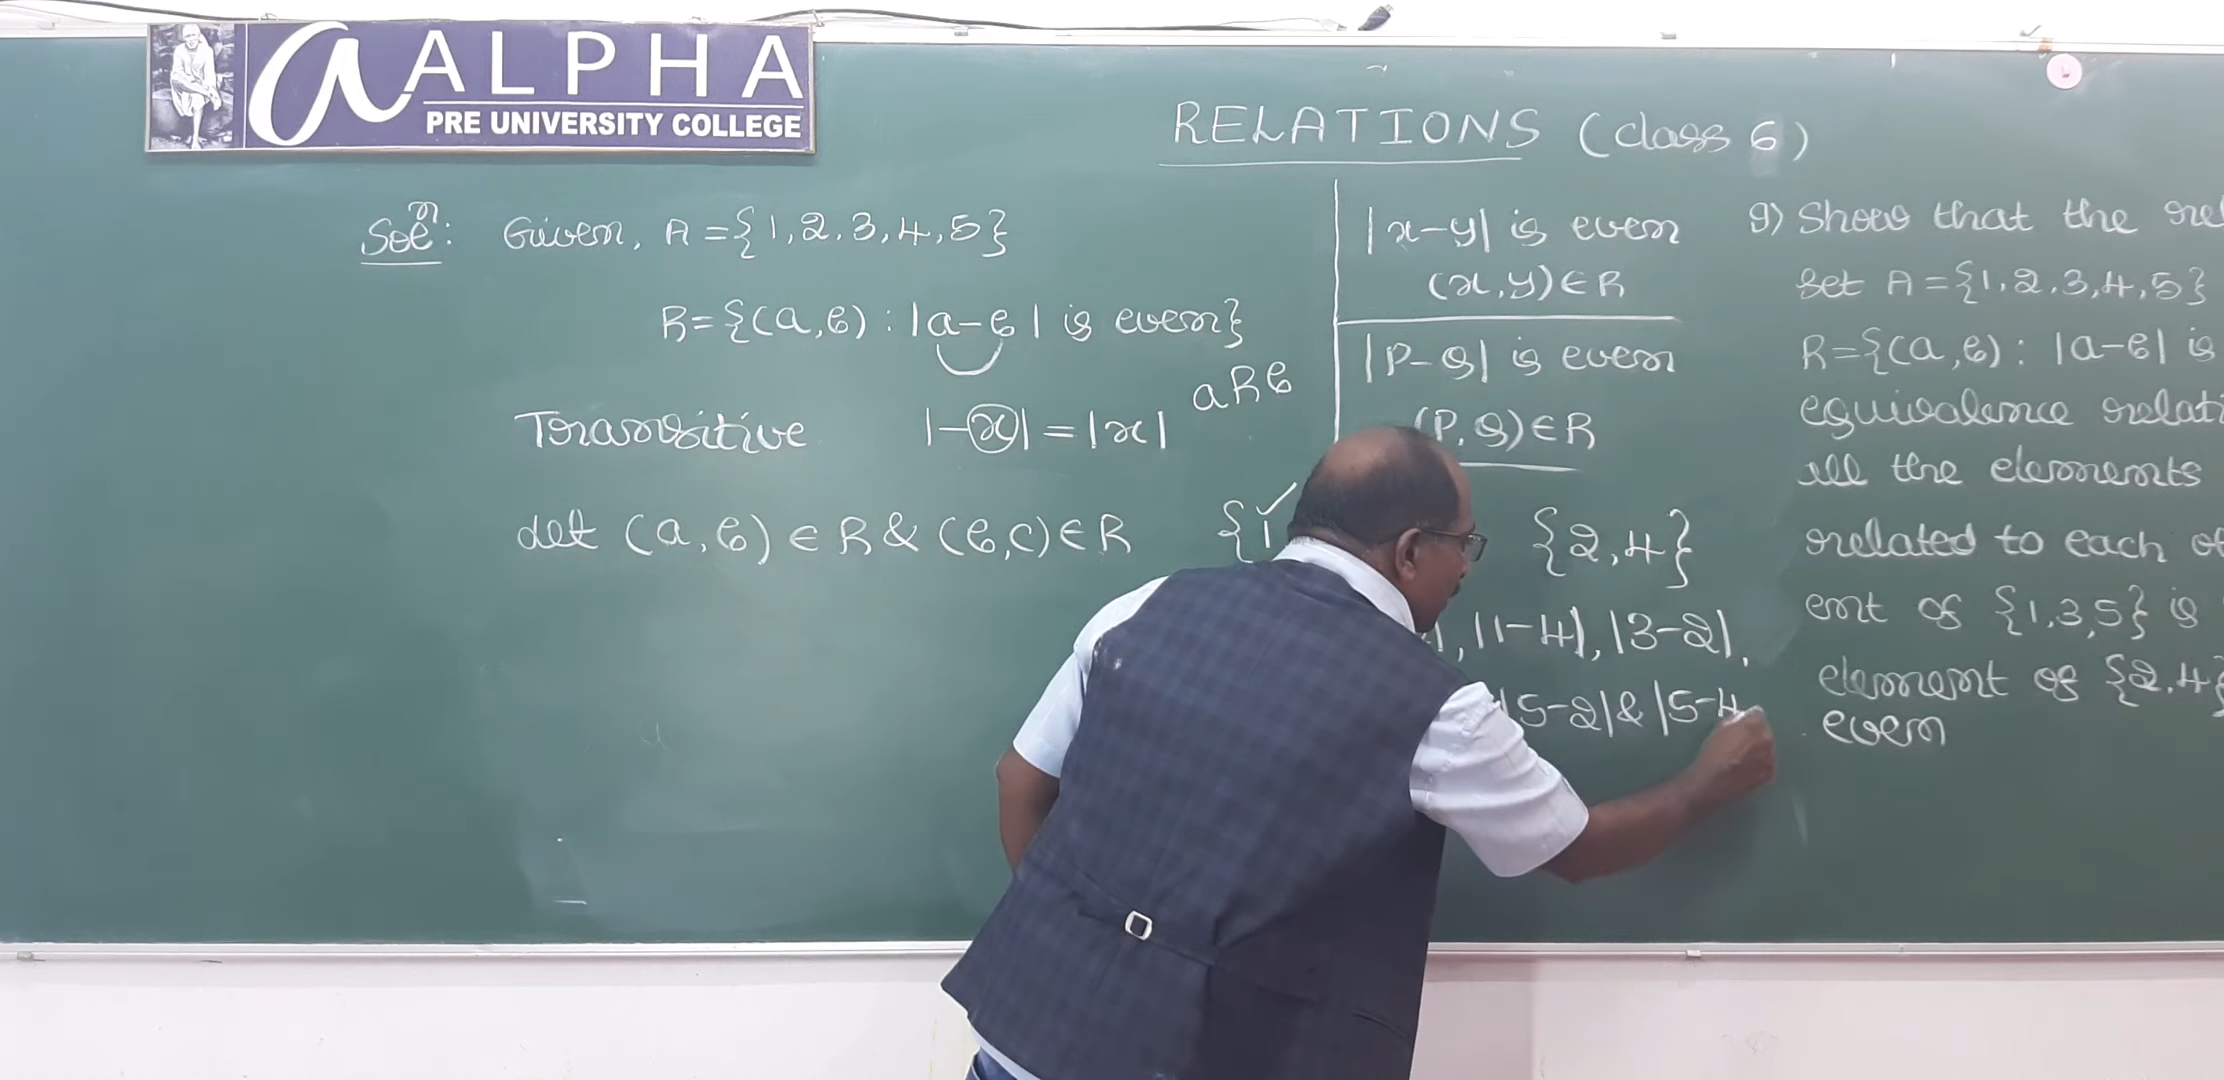 ALPHA
PRE UNIVERSITY COLLEGE
RELATIONS (class 6)
Solⁿ: Given, A = {1,2,3,4,5}
R = {(a,b) : |a-b| is even}
aRb
Transitive |-x| = |x|
Let (a,b) ∈ R & (b,c) ∈ R
|x-y| is even
(x,y) ∈ R
|P-Q| is even
(P,Q) ∈ R
{1
{2,4}
|, |1-4|, |3-2|,
|5-2| & |5-4
9) Show that the
set A = {1,2,3,4,5}
R = {(a,b) : |a-b| is
equivalence
all the elements
related to each
ent of {1,3,5} is
element of {2,4}
even